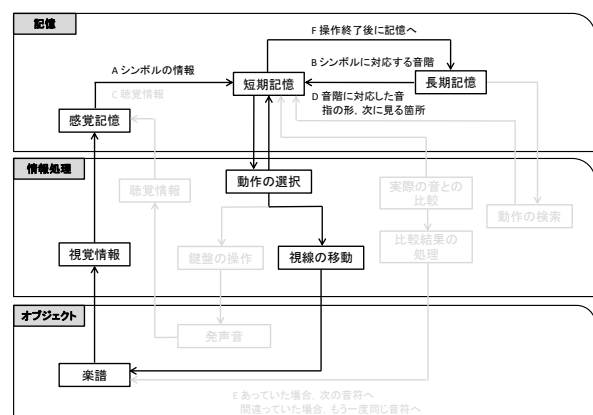 記憶
F 操作終了後に記憶へ
A シンボルの情報
B シンボルに対応する音階
C 聴覚情報
短期記憶
長期記憶
D 音階に対応した音
指の形，次に見る箇所
感覚記憶
情報処理
動作の選択
聴覚情報
実際の音との
比較
動作の検索
視覚情報
鍵盤の操作
視線の移動
比較結果の
処理
オブジェクト
発声音
楽譜
E あっていた場合，次の音符へ
間違っていた場合，もう一度同じ音符へ